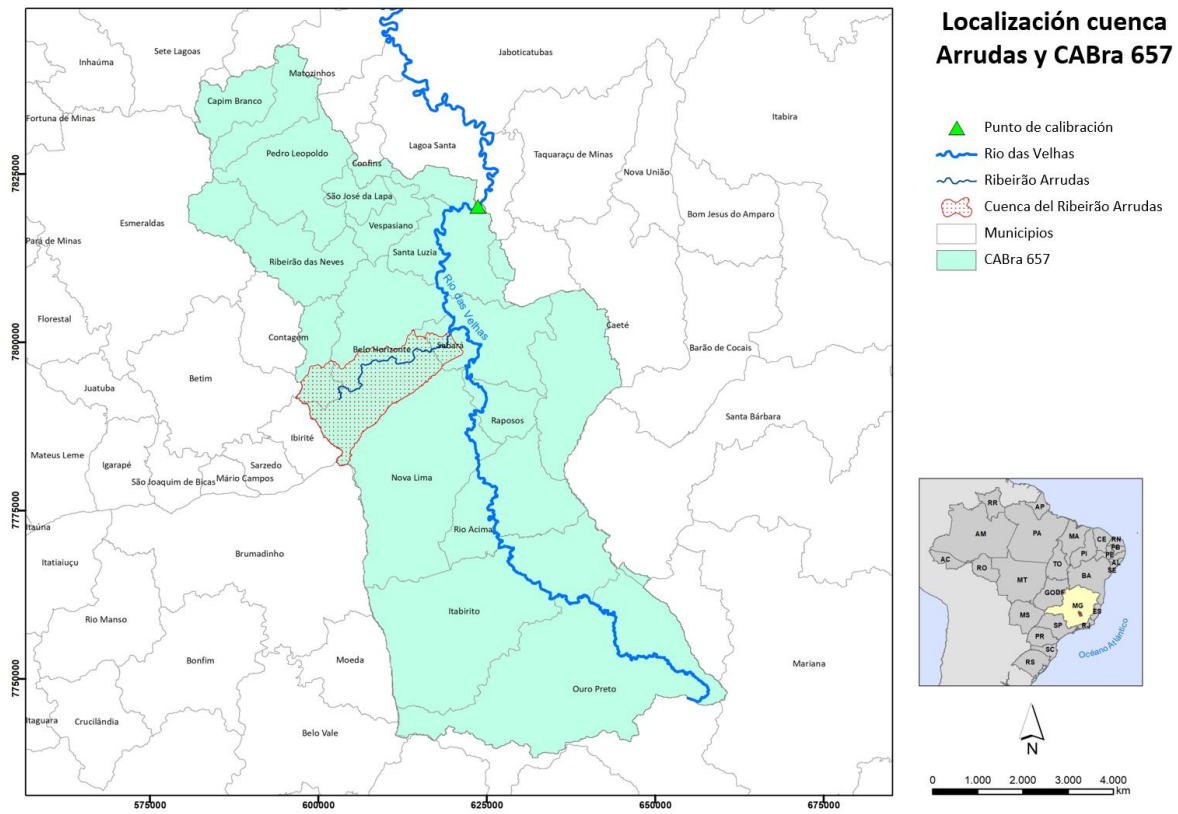 Localización cuenca
Arrudas y CABra 657
Punto de calibración
Rio das Velhas
Ribeirão Arrudas
Cuenca del Ribeirão Arrudas
Municipios
CABra 657
Sete Lagoas
Jaboticatubas
Inhaúma
Matozinhos
Capim Branco
Itabira
Fortuna de Minas
Lagoa Santa
Pedro Leopoldo
Taquaraçu de Minas
Confins
Nova União
São José da Lapa
Bom Jesus do Amparo
Esmeraldas
Vespasiano
Pará de Minas
Santa Luzia
Ribeirão das Neves
Rio das Velhas
Florestal
Caeté
Contagem
Belo Horizonte
Sabará
Barão de Cocais
Betim
Juatuba
Santa Bárbara
Raposos
Ibirité
Mateus Leme
Igarapé
Sarzedo
São Joaquim de Bicas
Mário Campos
Nova Lima
Itaúna
Rio Acima
Brumadinho
Itatiaiuçu
Itabirito
Rio Manso
Bonfim
Moeda
Mariana
Ouro Preto
Itaguara
Crucilândia
Belo Vale
7825000
7800000
7775000
7750000
575000
600000
625000
650000
675000
RR
AP
AM
PA
MA
CE
RN
PB
PI
PE
AC
AL
SE
RO
TO
BA
MT
GO
DF
MG
ES
MS
SP
RJ
PR
SC
RS
Océano Atlántico
N
0
1.000
2.000
3.000
4.000
km